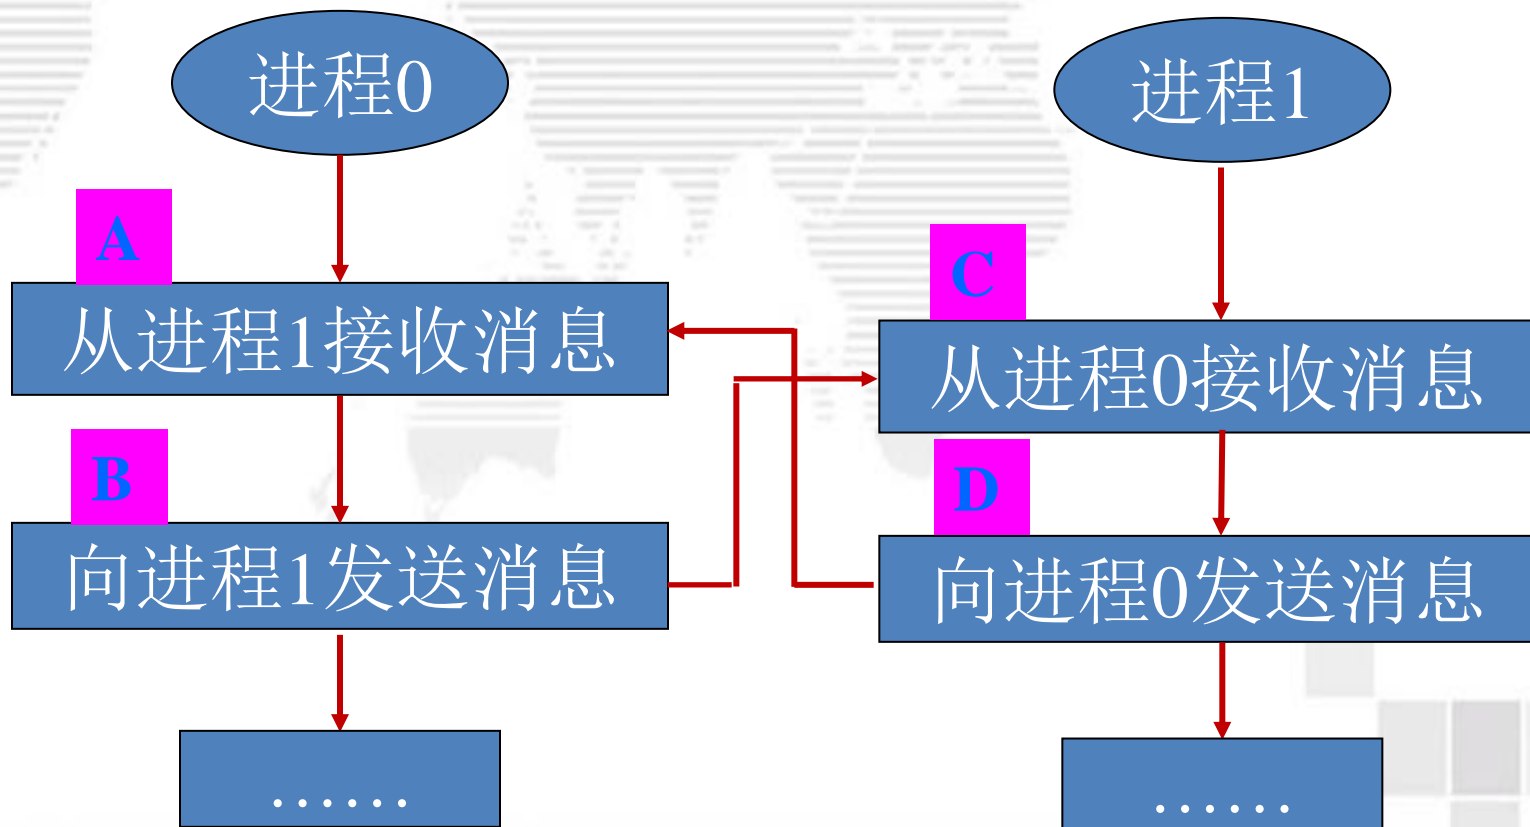 进程0
进程1
A
从进程1接收消息
C
从进程0接收消息
B
向进程1发送消息
D
向进程0发送消息
......
......